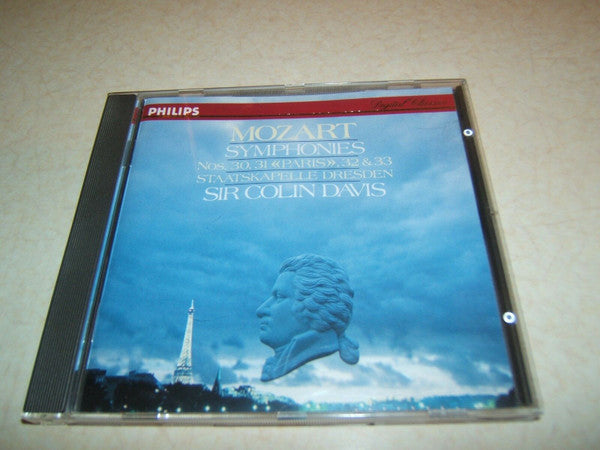 PHILIPS
Digital Classics
MOZART
SYMPHONIES
Nos. 30, 31 «PARIS», 32 & 33
STAATSKAPELLE DRESDEN
SIR COLIN DAVIS